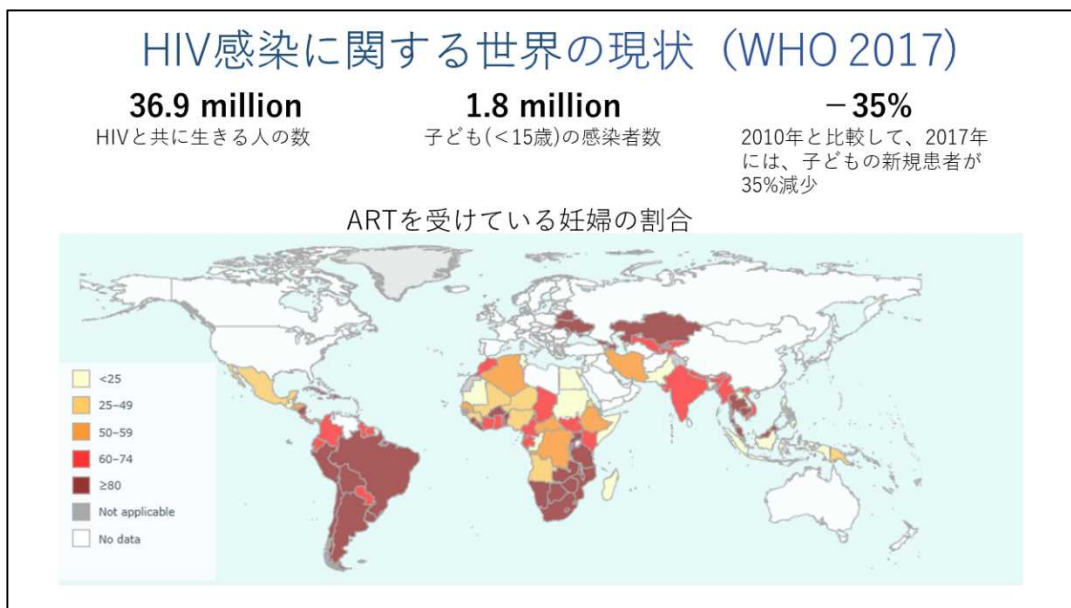 HIV感染に関する世界の現状(WHO 2017)
36.9 million
HIVと共に生きる人の数
1.8 million
子ども(<15歳)の感染者数
−35%
2010年と比較して、2017年
には、子どもの新規患者が
35%減少
ARTを受けている妊婦の割合
<25
25–49
50–59
60–74
≥80
Not applicable
No data